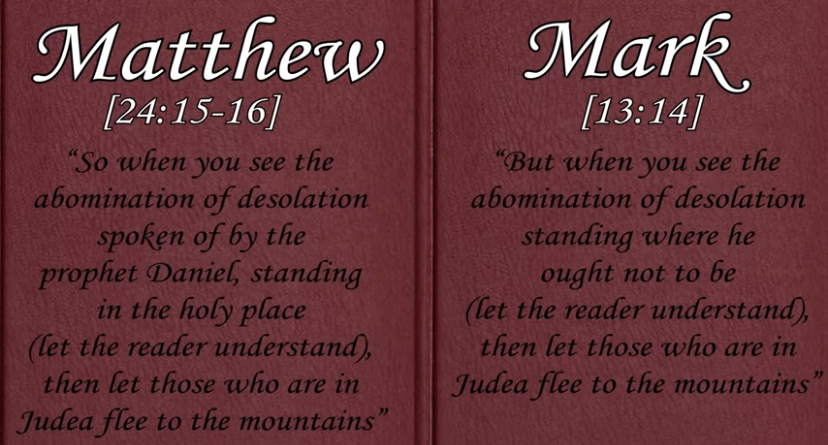 Matthew
[24:15-16]
“So when you see the
abomination of desolation
spoken of by the
prophet Daniel, standing
in the holy place
(let the reader understand),
then let those who are in
Judea flee to the mountains”
Mark
[13:14]
“But when you see the
abomination of desolation
standing where he
ought not to be
(let the reader understand),
then let those who are in
Judea flee to the mountains”